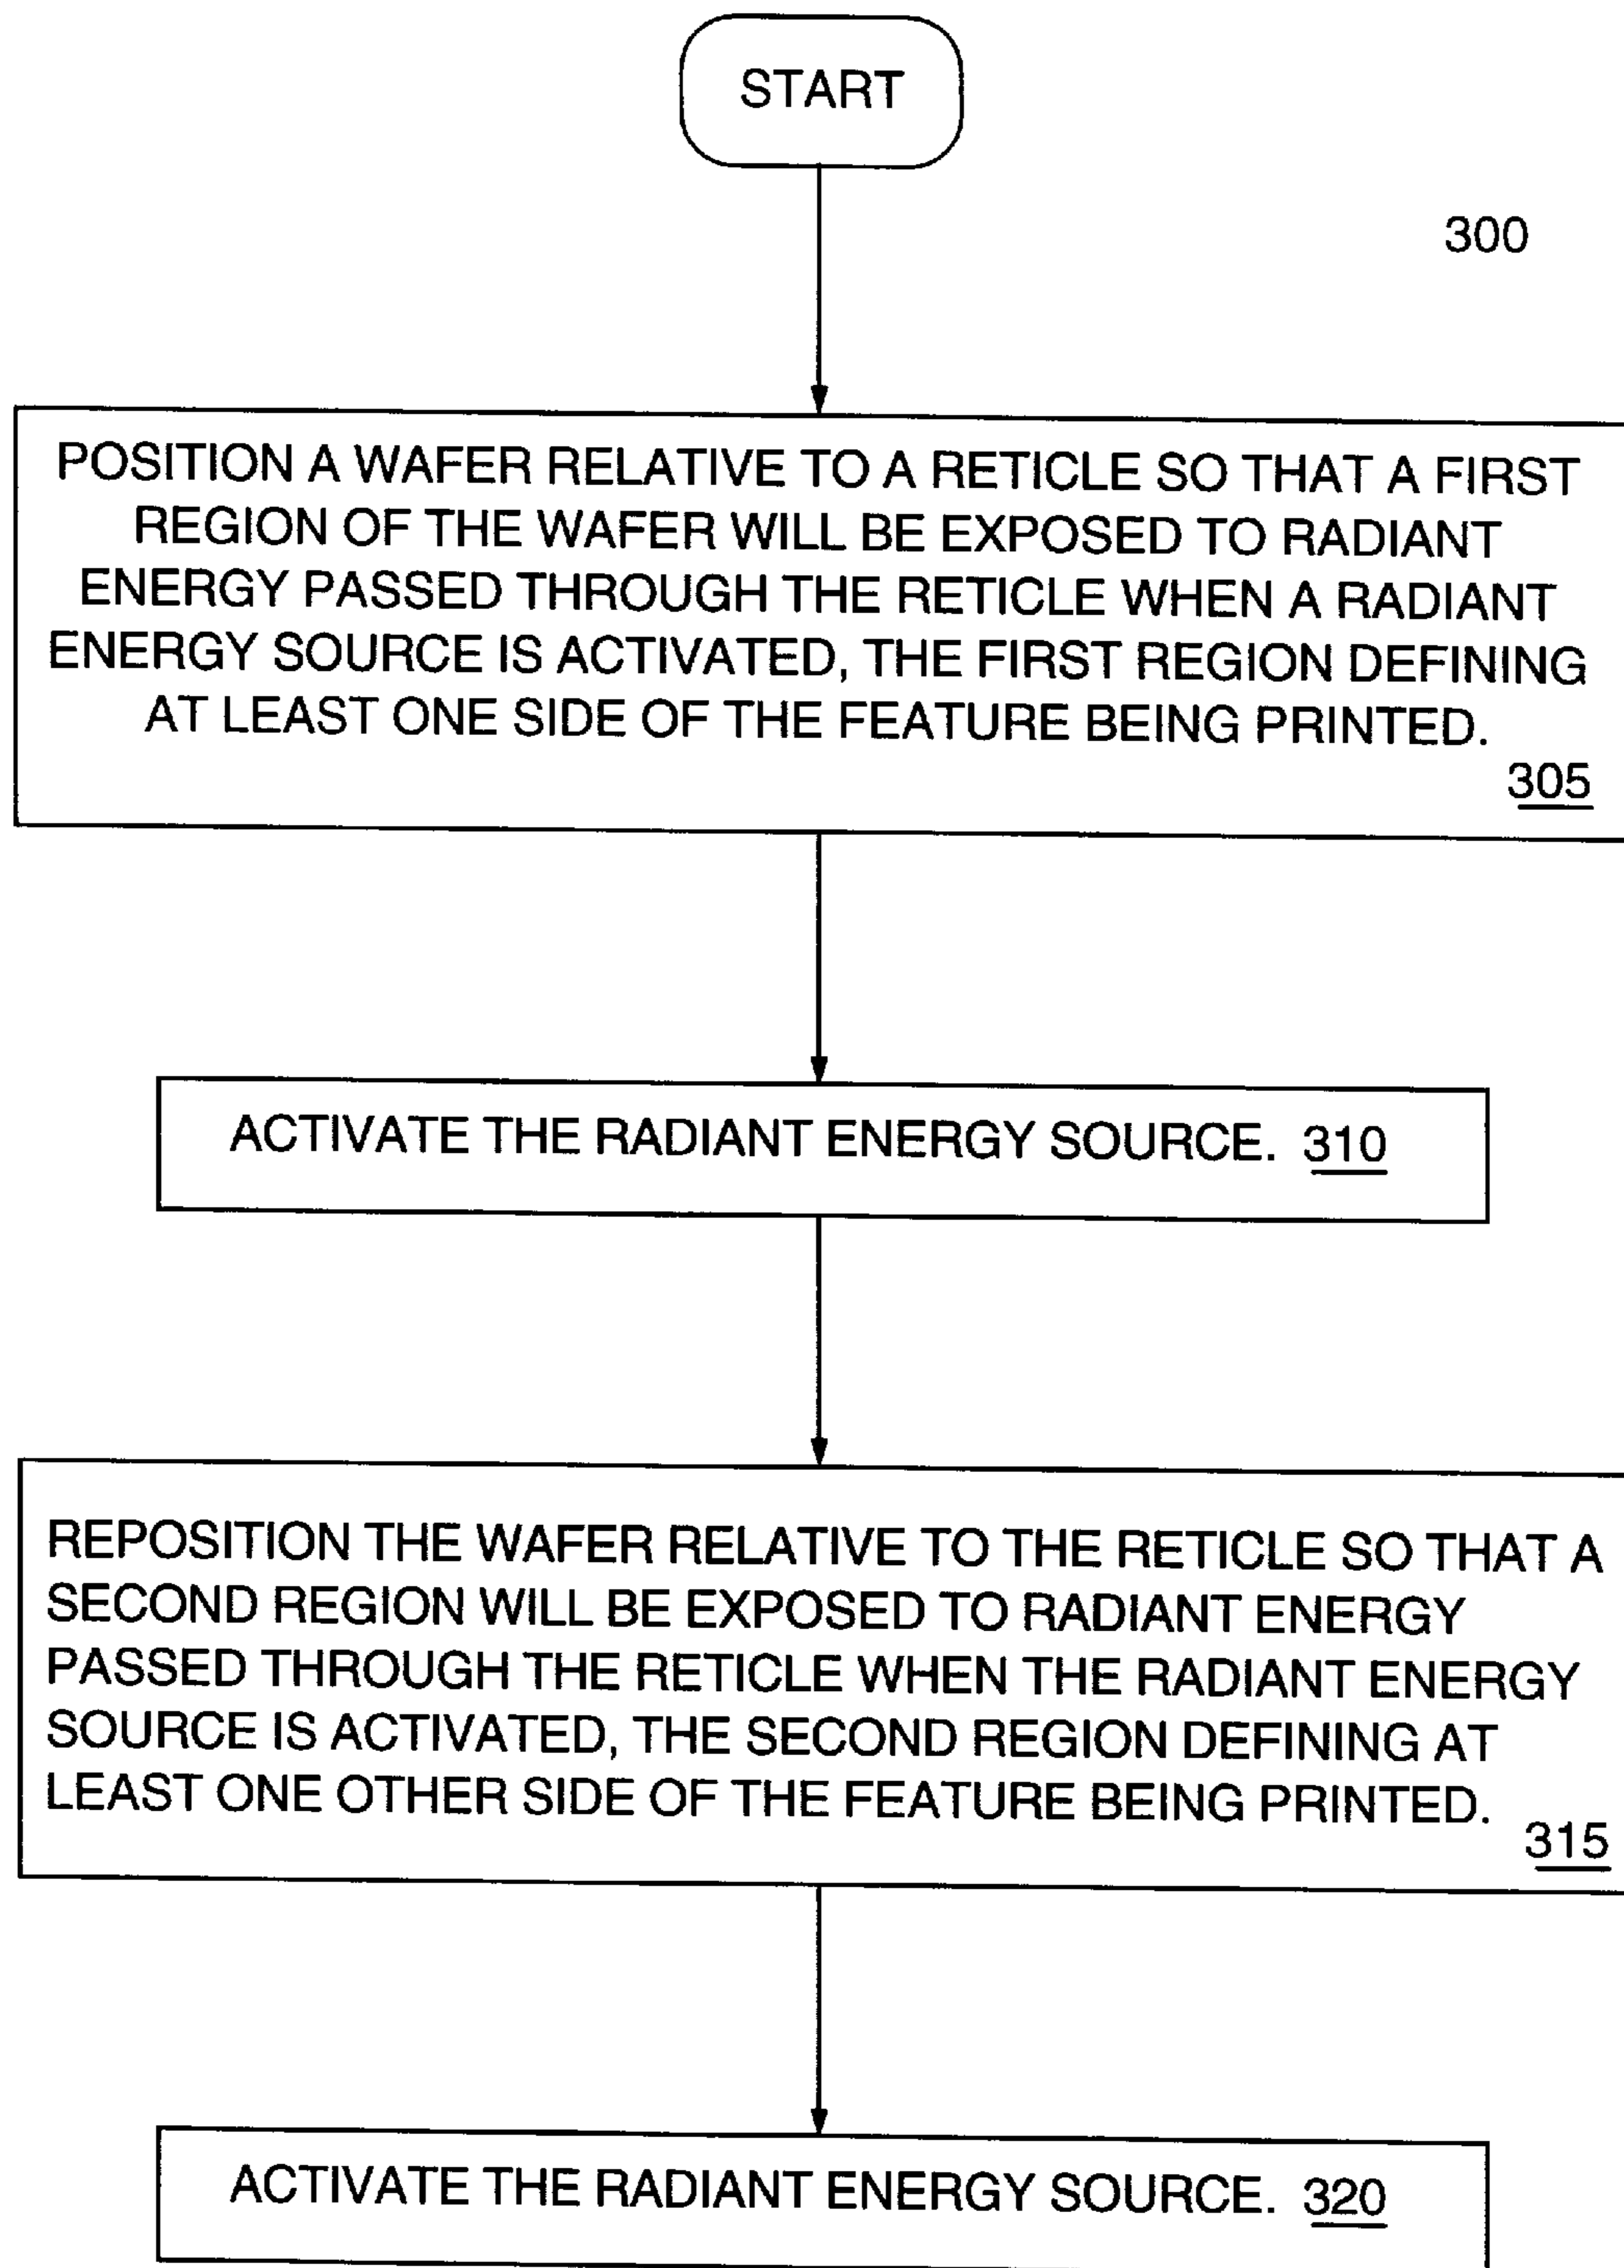 START
300
POSITION A WAFER RELATIVE TO A RETICLE SO THAT A FIRST
REGION OF THE WAFER WILL BE EXPOSED TO RADIANT
ENERGY PASSED THROUGH THE RETICLE WHEN A RADIANT
ENERGY SOURCE IS ACTIVATED, THE FIRST REGION DEFINING
AT LEAST ONE SIDE OF THE FEATURE BEING PRINTED.
305
ACTIVATE THE RADIANT ENERGY SOURCE. 310
REPOSITION THE WAFER RELATIVE TO THE RETICLE SO THAT A
SECOND REGION WILL BE EXPOSED TO RADIANT ENERGY
PASSED THROUGH THE RETICLE WHEN THE RADIANT ENERGY
SOURCE IS ACTIVATED, THE SECOND REGION DEFINING AT
LEAST ONE OTHER SIDE OF THE FEATURE BEING PRINTED.
315
ACTIVATE THE RADIANT ENERGY SOURCE. 320